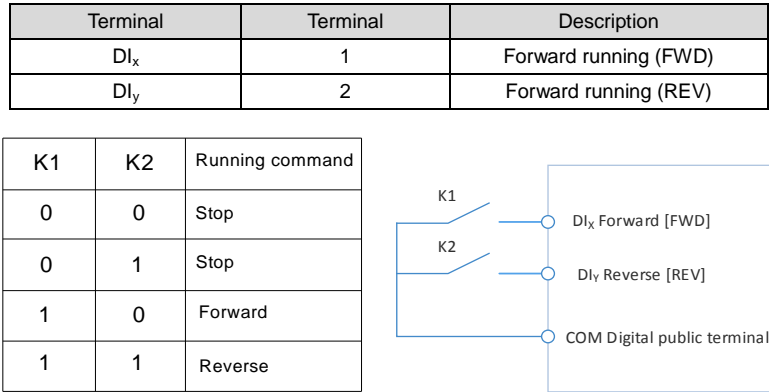 Terminal Terminal Description
DIx 1 Forward running (FWD)
DIy 2 Forward running (REV)
K1 K2 Running command
0 0 Stop
0 1 Stop
1 0 Forward
1 1 Reverse
K1
DIX Forward [FWD]
K2
DIY Reverse [REV]
COM Digital public terminal